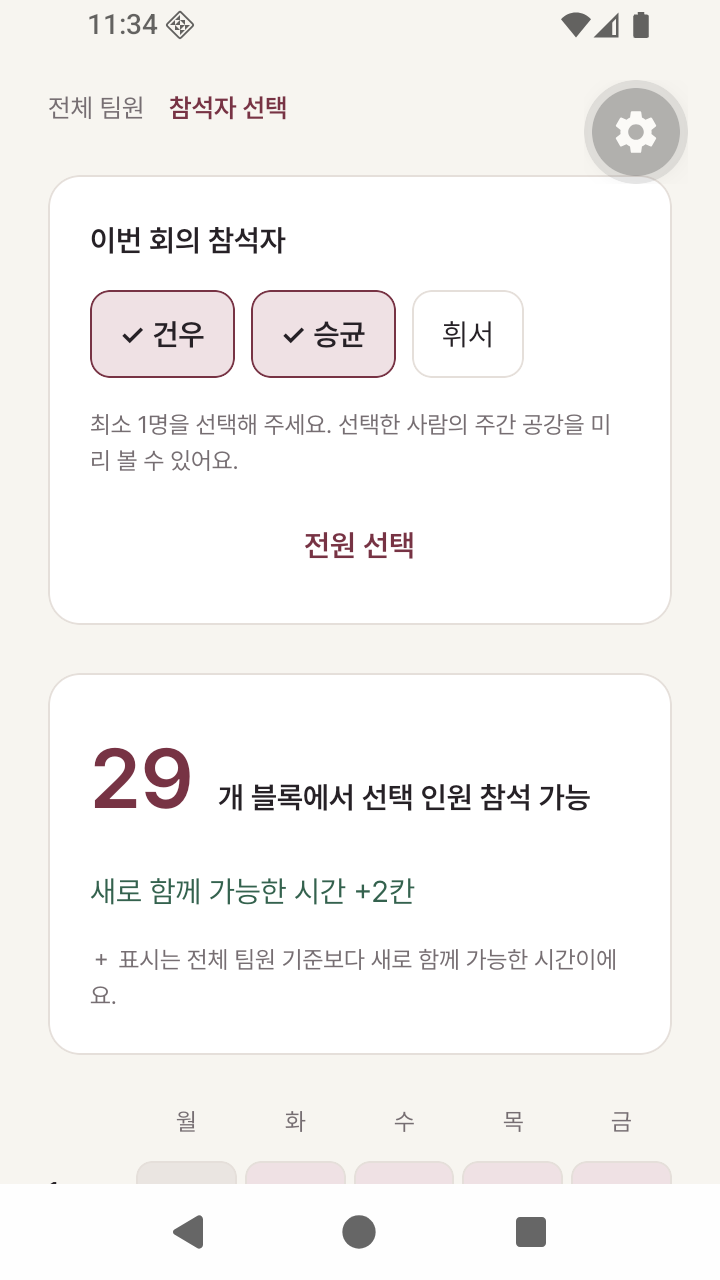 11:34
전체 팀원 참석자 선택
이번 회의 참석자
✓ 건우 ✓ 승균 휘서
최소 1명을 선택해 주세요. 선택한 사람의 주간 공강을 미
리 볼 수 있어요.
전원 선택
29 개 블록에서 선택 인원 참석 가능
새로 함께 가능한 시간 +2칸
+ 표시는 전체 팀원 기준보다 새로 함께 가능한 시간이에
요.
월 화 수 목 금